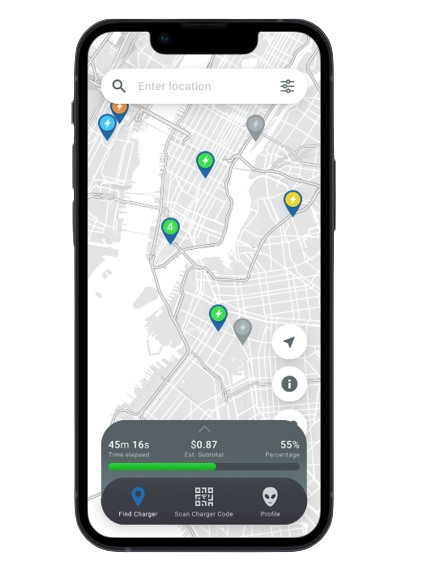 Enter location
4
45m 16s
$0.87
55%
Time elapsed
Est. Subtotal
Percentage
Find Charger
Scan Charger Code
Profile